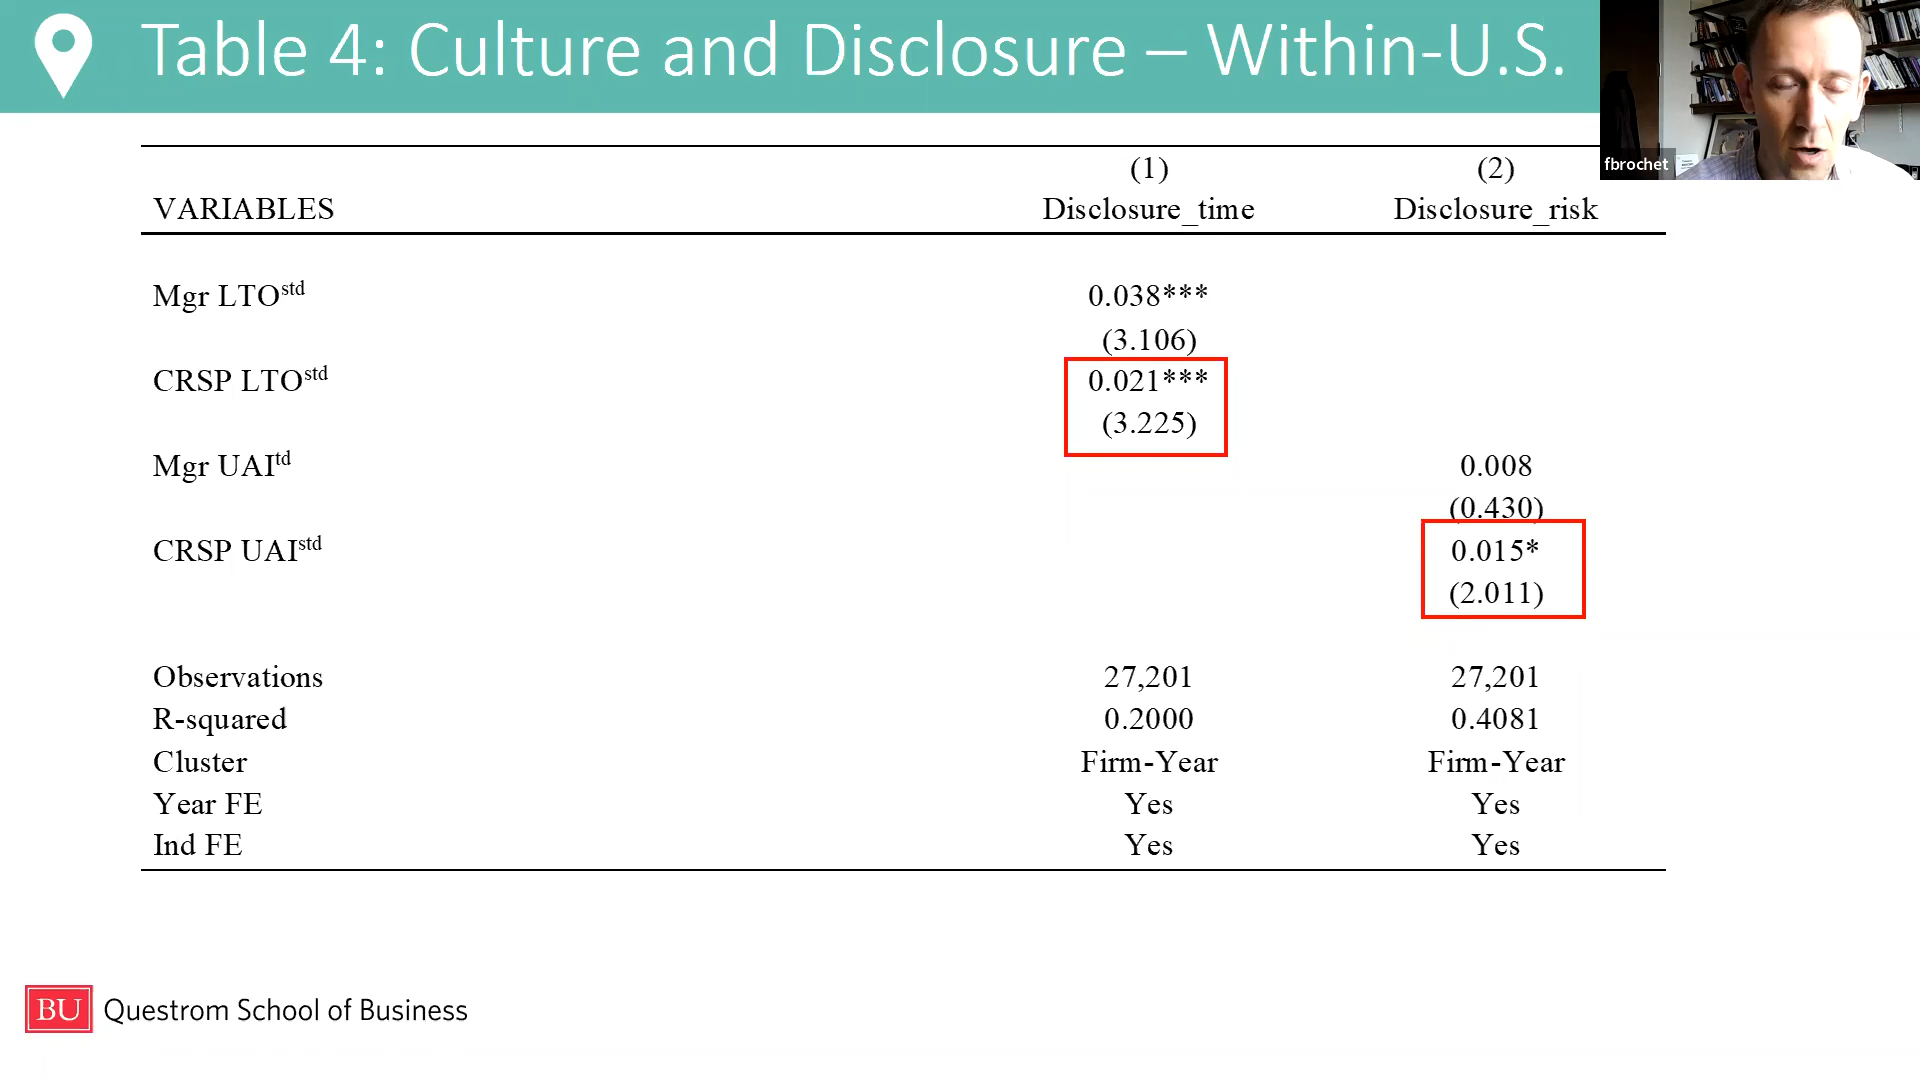 Table 4: Culture and Disclosure – Within-U.S.
fbrochet
(1) (2)
VARIABLES Disclosure_time Disclosure_risk
Mgr LTOstd 0.038***
(3.106)
CRSP LTOstd 0.021***
(3.225)
Mgr UAItd 0.008
(0.430)
CRSP UAIstd 0.015*
(2.011)
Observations 27,201 27,201
R-squared 0.2000 0.4081
Cluster Firm-Year Firm-Year
Year FE Yes Yes
Ind FE Yes Yes
BU Questrom School of Business